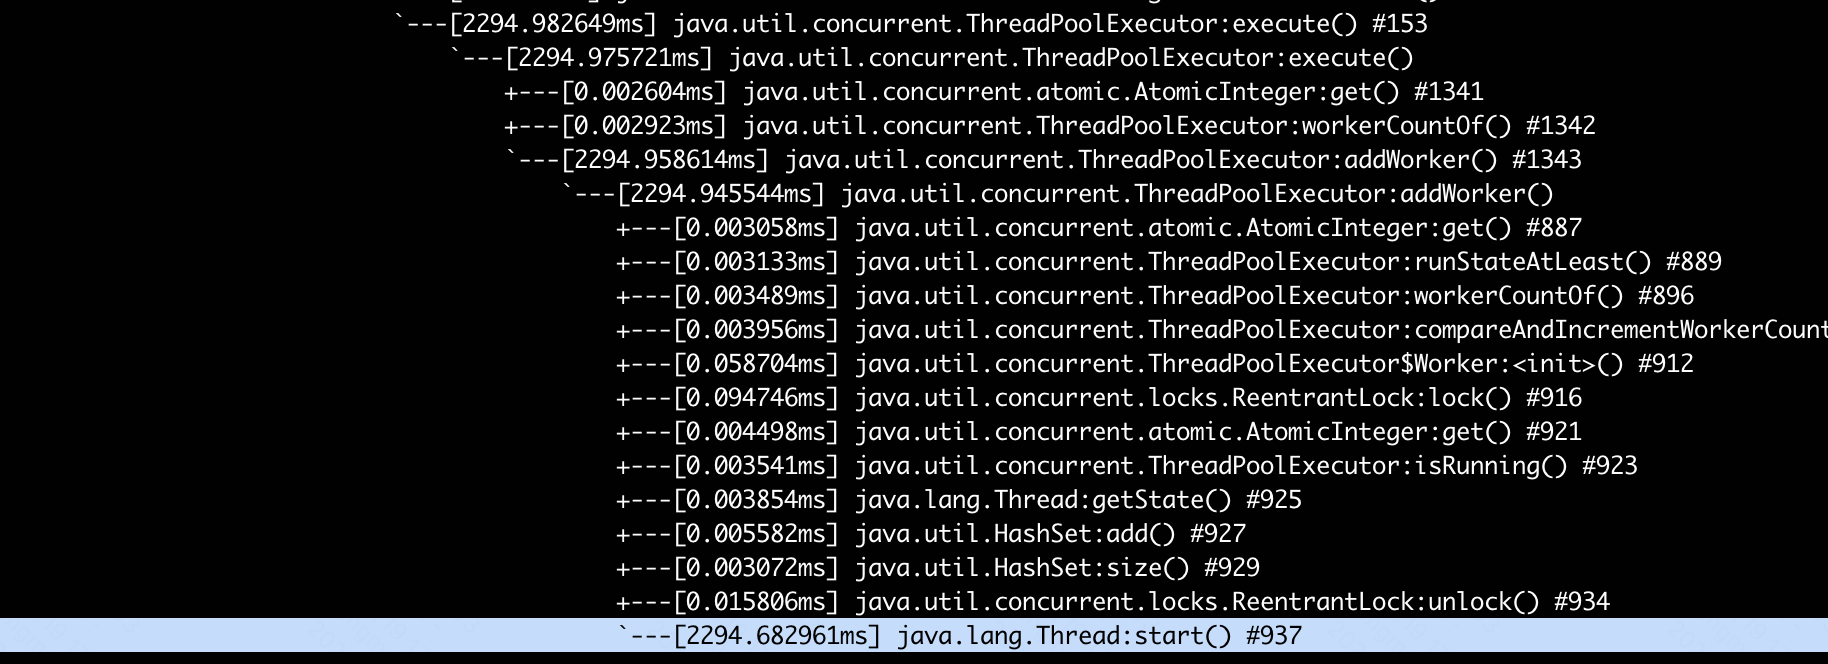 `---[2294.982649ms] java.util.concurrent.ThreadPoolExecutor:execute() #153
`---[2294.975721ms] java.util.concurrent.ThreadPoolExecutor:execute()
+---[0.002604ms] java.util.concurrent.atomic.AtomicInteger:get() #1341
+---[0.002923ms] java.util.concurrent.ThreadPoolExecutor:workerCountOf() #1342
`---[2294.958614ms] java.util.concurrent.ThreadPoolExecutor:addWorker() #1343
`---[2294.945544ms] java.util.concurrent.ThreadPoolExecutor:addWorker()
+---[0.003058ms] java.util.concurrent.atomic.AtomicInteger:get() #887
+---[0.003133ms] java.util.concurrent.ThreadPoolExecutor:runStateAtLeast() #889
+---[0.003489ms] java.util.concurrent.ThreadPoolExecutor:workerCountOf() #896
+---[0.003956ms] java.util.concurrent.ThreadPoolExecutor:compareAndIncrementWorkerCount
+---[0.058704ms] java.util.concurrent.ThreadPoolExecutor$Worker:<init>() #912
+---[0.094746ms] java.util.concurrent.locks.ReentrantLock:lock() #916
+---[0.004498ms] java.util.concurrent.atomic.AtomicInteger:get() #921
+---[0.003541ms] java.util.concurrent.ThreadPoolExecutor:isRunning() #923
+---[0.003854ms] java.lang.Thread:getState() #925
+---[0.005582ms] java.util.HashSet:add() #927
+---[0.003072ms] java.util.HashSet:size() #929
+---[0.015806ms] java.util.concurrent.locks.ReentrantLock:unlock() #934
`---[2294.682961ms] java.lang.Thread:start() #937